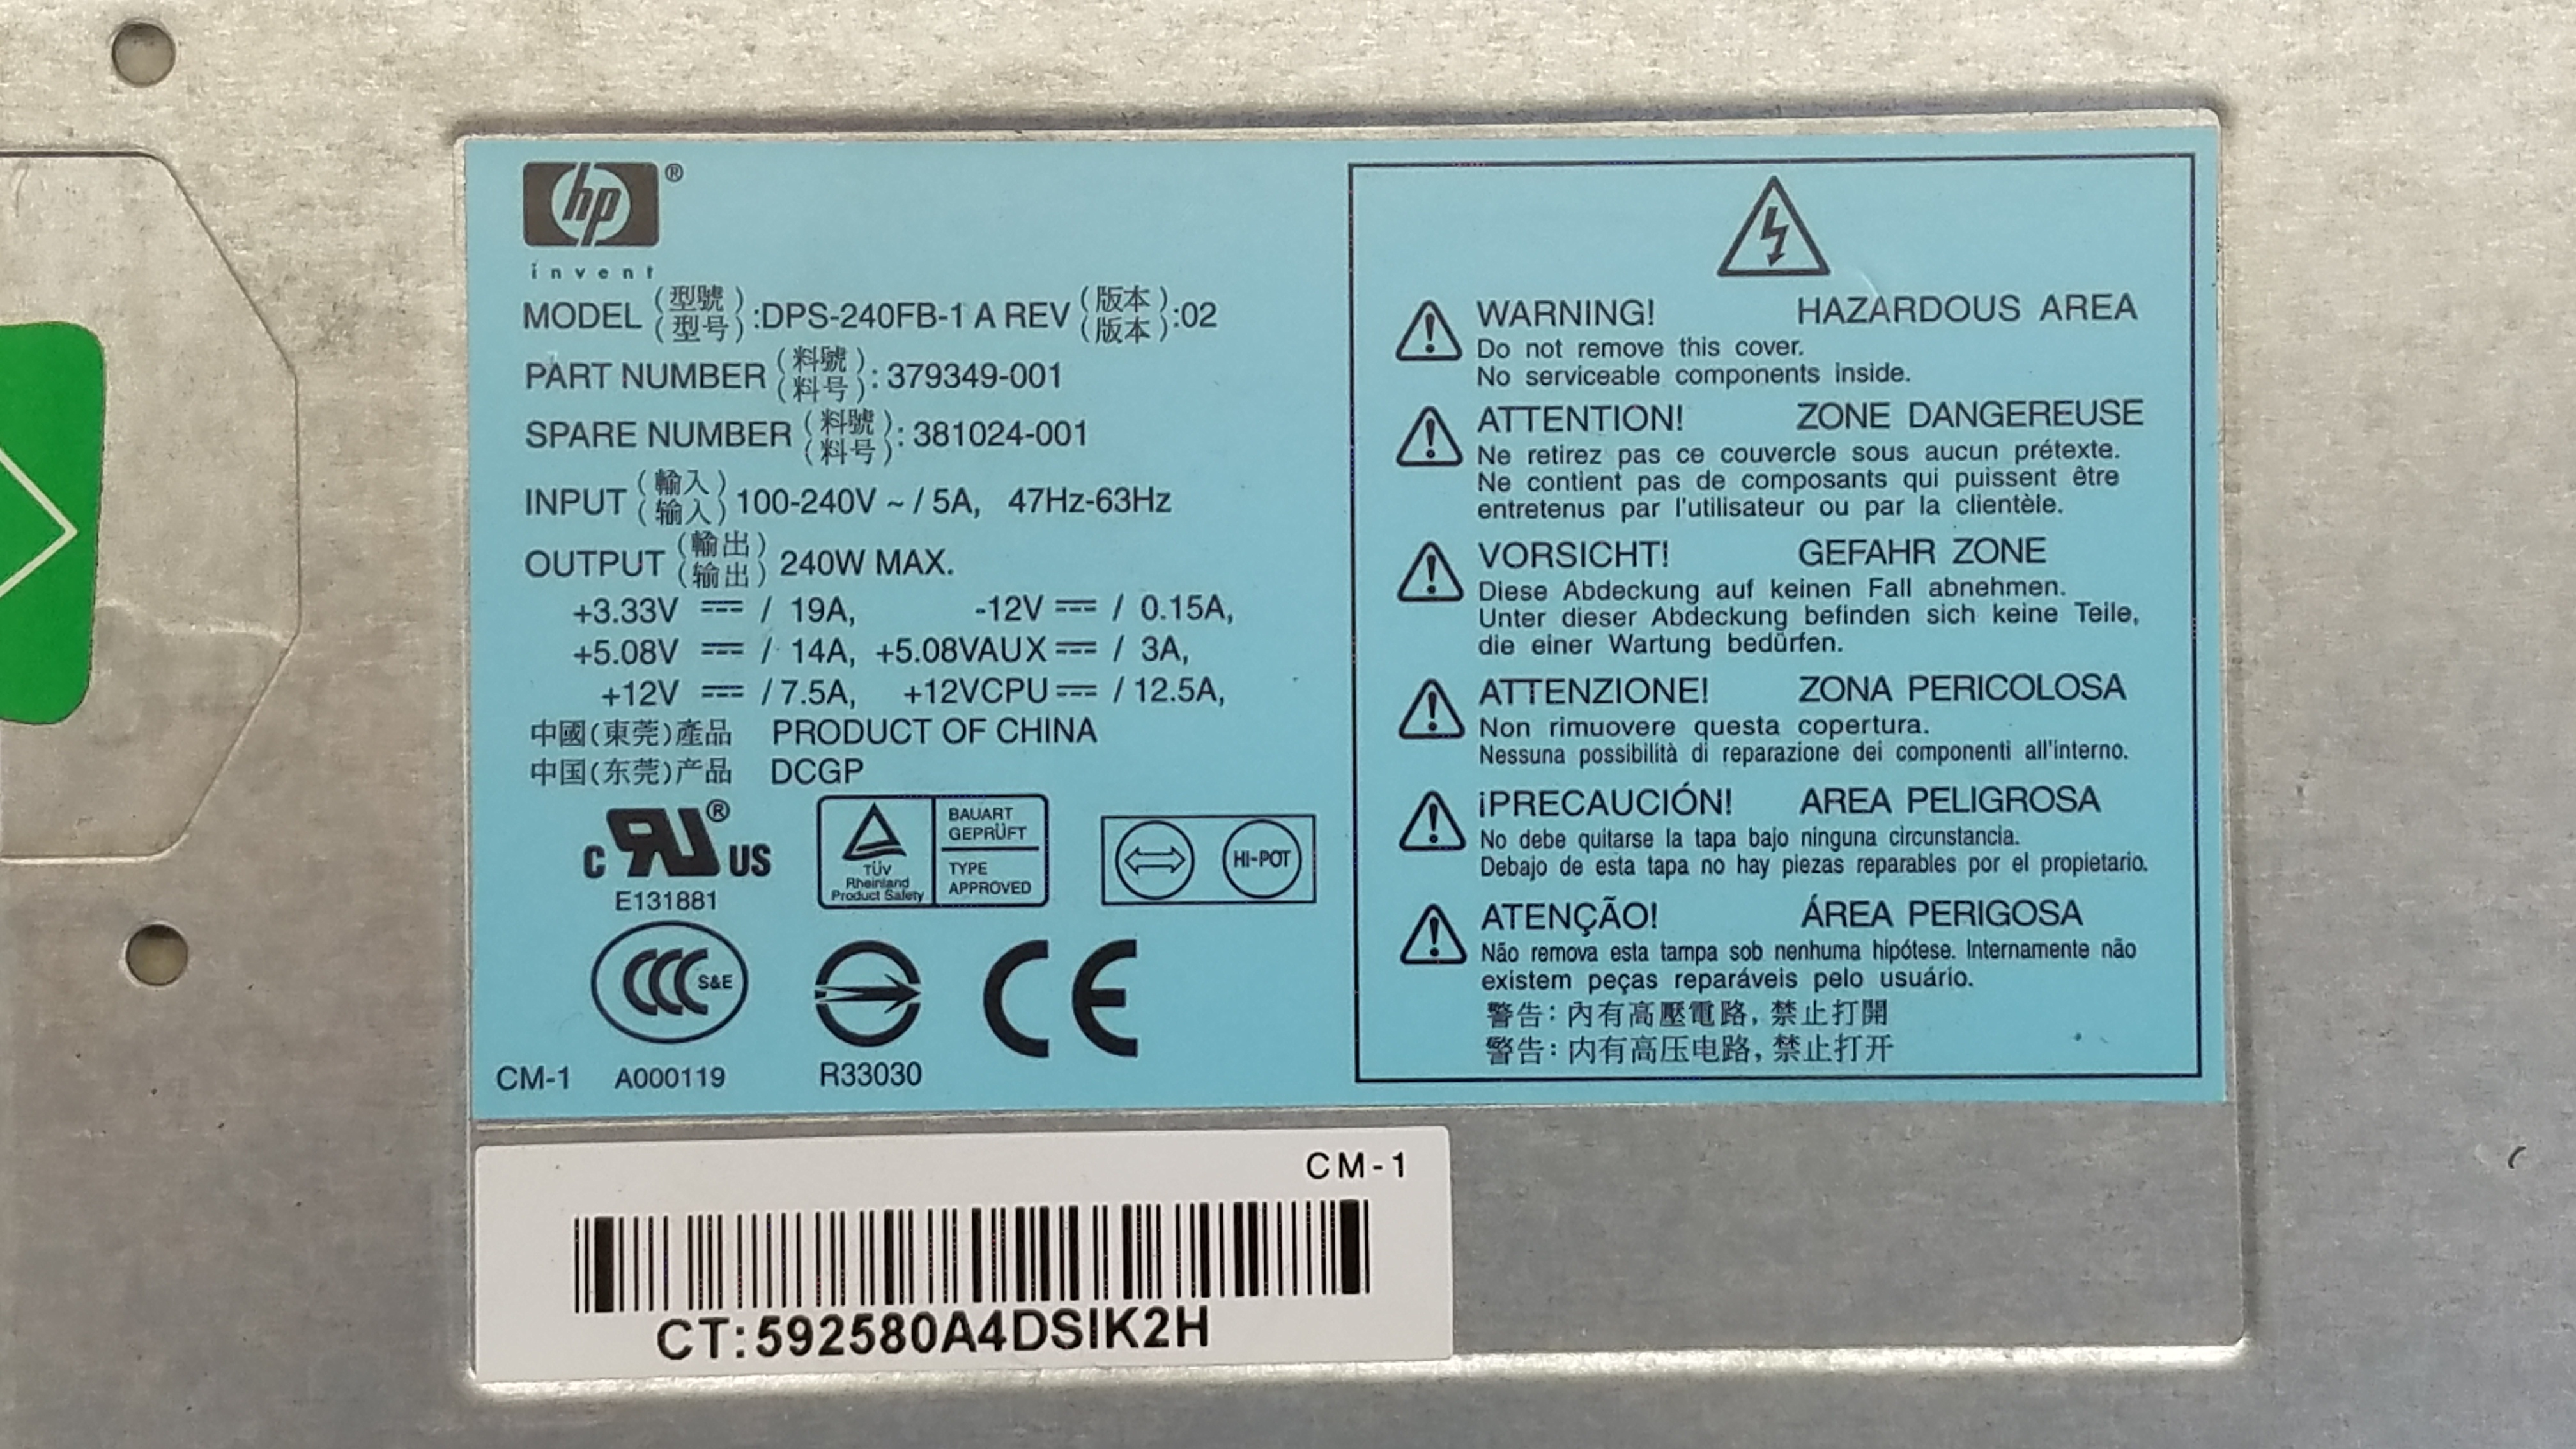 hp®
invent
MODEL (型號) (型号) :DPS-240FB-1 A REV (版本) (版本) :02
PART NUMBER (料號) (料号) : 379349-001
SPARE NUMBER (料號) (料号) : 381024-001
INPUT (輸入) (输入) 100-240V ~ / 5A, 47Hz-63Hz
OUTPUT (輸出) (输出) 240W MAX.
+3.33V ⎓ / 19A, -12V ⎓ / 0.15A,
+5.08V ⎓ / 14A, +5.08VAUX ⎓ / 3A,
+12V ⎓ / 7.5A, +12VCPU ⎓ / 12.5A,
中國(東莞)產品 PRODUCT OF CHINA
中国(东莞)产品 DCGP
C RU® US
E131881
TÜV
Rheinland
Product Safety
BAUART
GEPRÜFT
TYPE
APPROVED
HI-POT
CCC S&E
CE
CM-1 A000119 R33030
WARNING! HAZARDOUS AREA
Do not remove this cover.
No serviceable components inside.
ATTENTION! ZONE DANGEREUSE
Ne retirez pas ce couvercle sous aucun prétexte.
Ne contient pas de composants qui puissent être
entretenus par l'utilisateur ou par la clientèle.
VORSICHT! GEFAHR ZONE
Diese Abdeckung auf keinen Fall abnehmen.
Unter dieser Abdeckung befinden sich keine Teile,
die einer Wartung bedürfen.
ATTENZIONE! ZONA PERICOLOSA
Non rimuovere questa copertura.
Nessuna possibilità di reparazione dei componenti all'interno.
¡PRECAUCIÓN! AREA PELIGROSA
No debe quitarse la tapa bajo ninguna circunstancia.
Debajo de esta tapa no hay piezas reparables por el propietario.
ATENÇÃO! ÁREA PERIGOSA
Não remova esta tampa sob nenhuma hipótese. Internamente não
existem peças reparáveis pelo usuário.
警告: 內有高壓電路, 禁止打開
警告: 内有高压电路, 禁止打开
CM-1
CT:592580A4DSIK2H